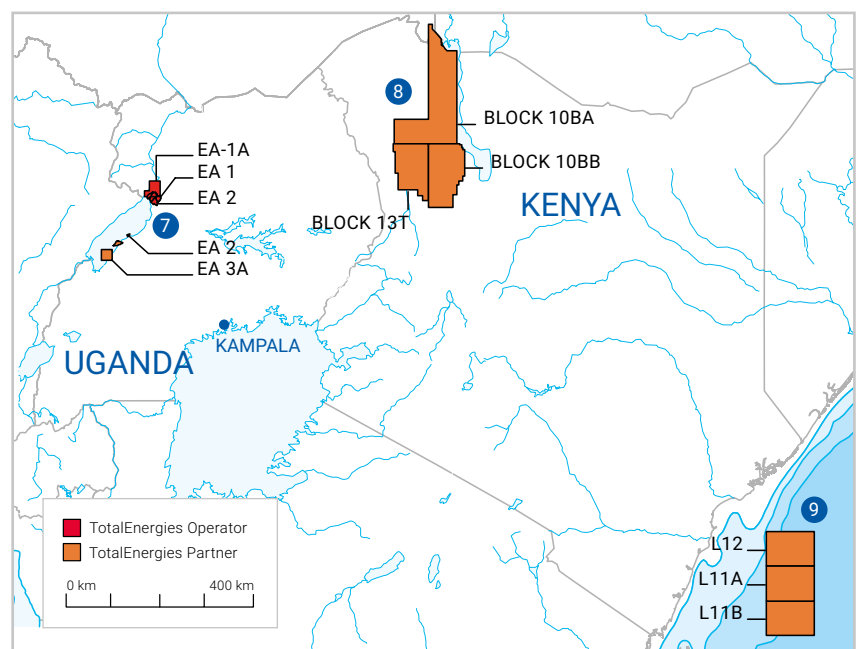 8
BLOCK 10BA
EA-1A
BLOCK 10BB
EA 1
EA 2
KENYA
BLOCK 13T
7
EA 2
EA 3A
KAMPALA
UGANDA
9
TotalEnergies Operator
TotalEnergies Partner
L12
0 km 400 km
L11A
L11B